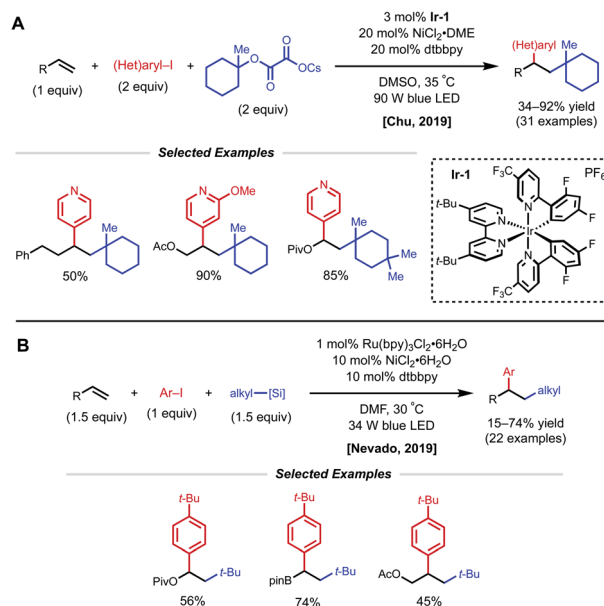 A
R
(1 equiv)
+
(Het)aryl–I
(2 equiv)
+
Me
O
O
O
OCs
(2 equiv)
3 mol% Ir-1
20 mol% NiCl2•DME
20 mol% dtbbpy
DMSO, 35 °C
90 W blue LED
[Chu, 2019]
(Het)aryl
Me
R
34–92% yield
(31 examples)
Selected Examples
N
Me
Ph
50%
N
OMe
Me
AcO
90%
N
Me
PivO
Me
Me
85%
Ir-1
PF6
F3C
F
F
N
t-Bu
N
N
Ir
t-Bu
N
F3C
F
F
B
R
(1.5 equiv)
+
Ar–I
(1 equiv)
+
alkyl–[Si]
(1.5 equiv)
1 mol% Ru(bpy)3Cl2•6H2O
10 mol% NiCl2•6H2O
10 mol% dtbbpy
DMF, 30 °C
34 W blue LED
[Nevado, 2019]
Ar
R
alkyl
15–74% yield
(22 examples)
Selected Examples
t-Bu
PivO
t-Bu
56%
t-Bu
pinB
t-Bu
74%
t-Bu
AcO
t-Bu
45%